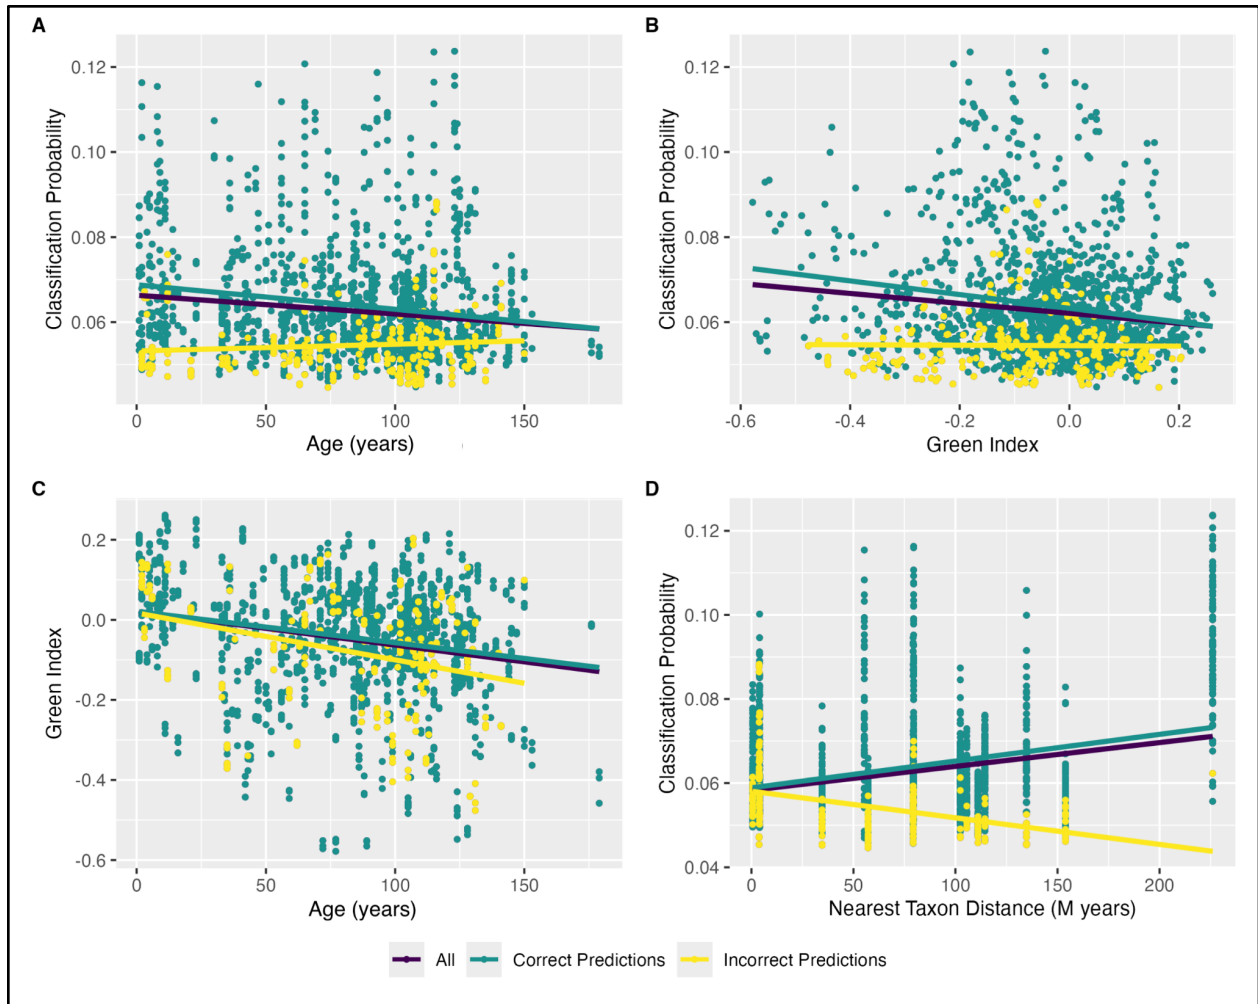 A
Classification Probability
0.12
0.10
0.08
0.06
0 50 100 150
Age (years)
B
Classification Probability
0.12
0.10
0.08
0.06
-0.6 -0.4 -0.2 0.0 0.2
Green Index
C
Green Index
0.2
0.0
-0.2
-0.4
-0.6
0 50 100 150
Age (years)
D
Classification Probability
0.12
0.10
0.08
0.06
0.04
0 50 100 150 200
Nearest Taxon Distance (M years)
All Correct Predictions Incorrect Predictions